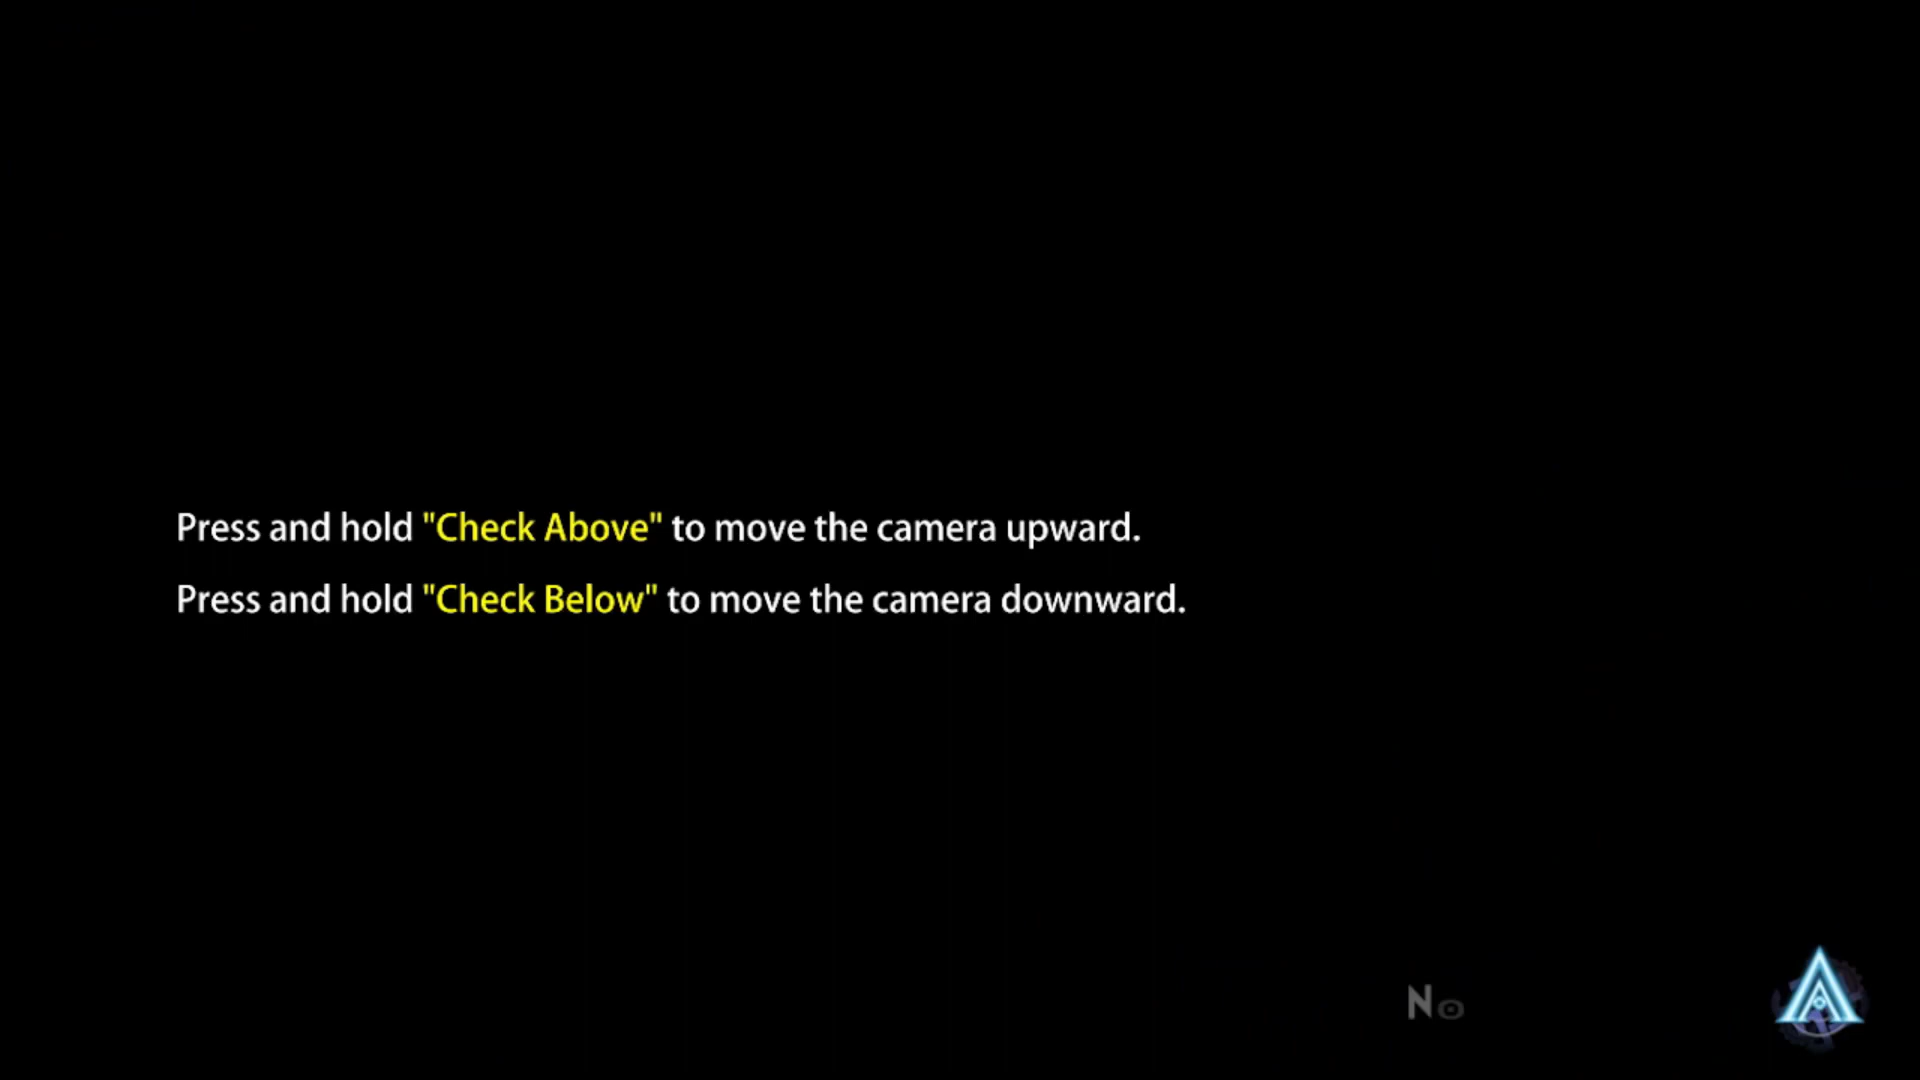 Press and hold "Check Above" to move the camera upward.
Press and hold "Check Below" to move the camera downward.
No